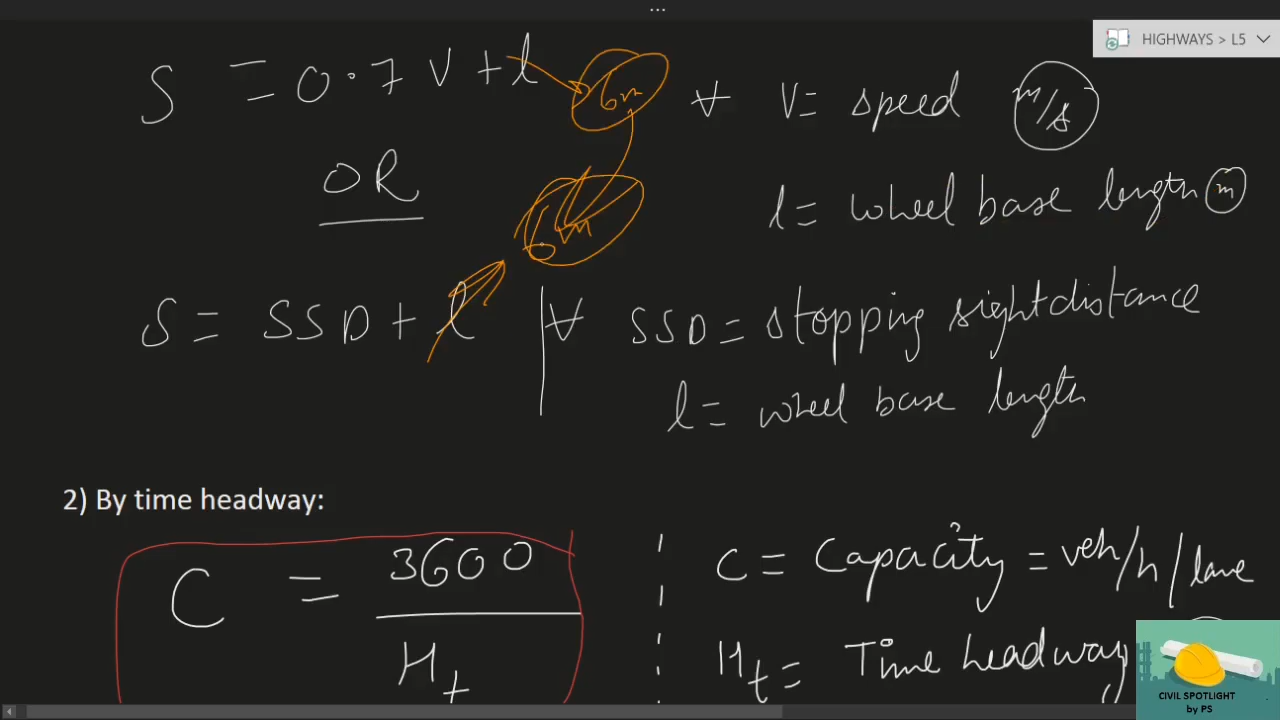 HIGHWAYS > L5
S = 0.7 V + l 6m ∀ V = speed m/s
OR
l = wheel base length m
6m
S = SSD + l ∀ SSD = stopping sight distance
l = wheel base length
2) By time headway:
C = 3600 / Ht
C = Capacity = veh/h/lane
Ht = Time headway
CIVIL SPOTLIGHT
by PS